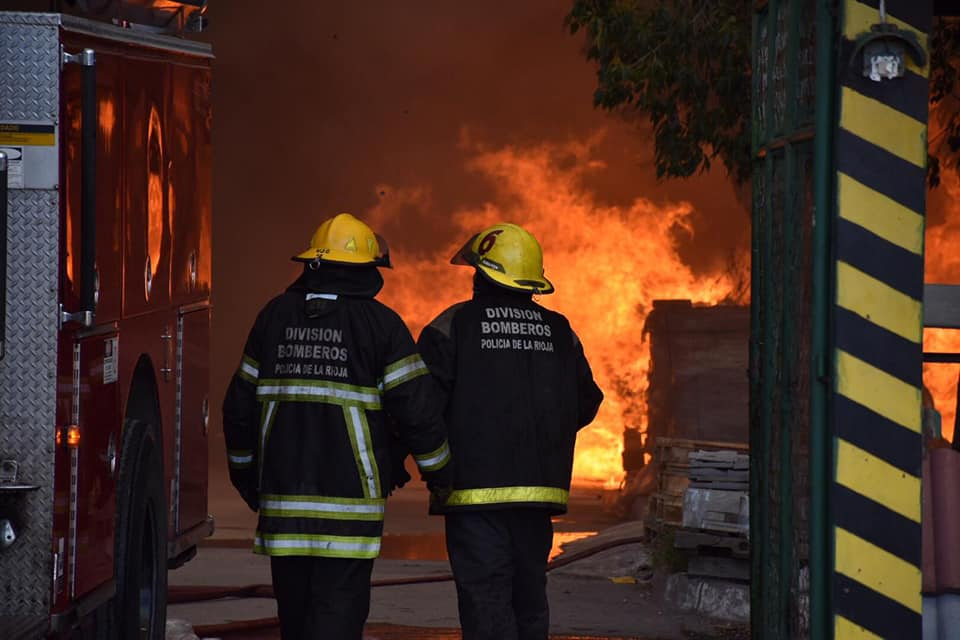 DIVISION
BOMBEROS
POLICIA DE LA RIOJA
6
DIVISION
BOMBEROS
POLICIA DE LA RIOJA